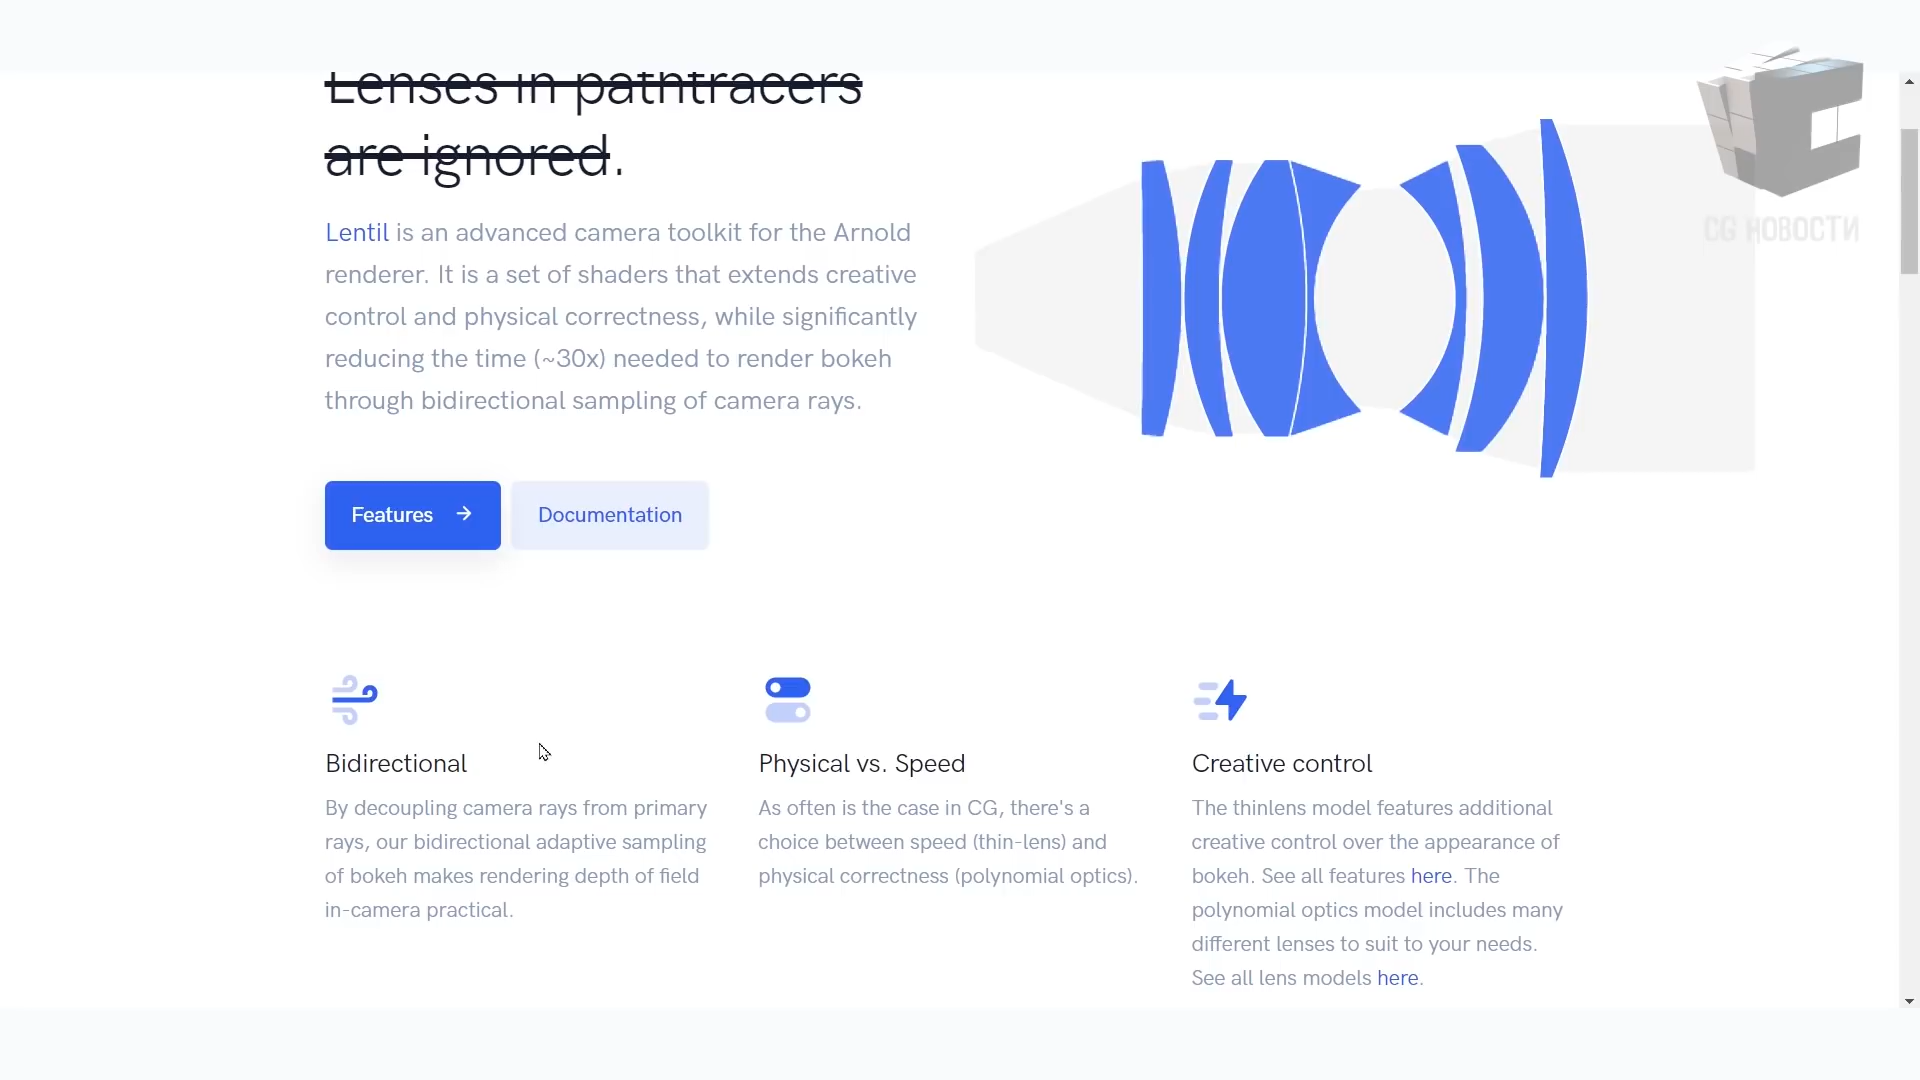 Lenses in pathtracers
are ignored.
Lentil is an advanced camera toolkit for the Arnold
renderer. It is a set of shaders that extends creative
control and physical correctness, while significantly
reducing the time (~30x) needed to render bokeh
through bidirectional sampling of camera rays.
Features
Documentation
CG НОВОСТИ
Bidirectional
By decoupling camera rays from primary
rays, our bidirectional adaptive sampling
of bokeh makes rendering depth of field
in-camera practical.
Physical vs. Speed
As often is the case in CG, there's a
choice between speed (thin-lens) and
physical correctness (polynomial optics).
Creative control
The thinlens model features additional
creative control over the appearance of
bokeh. See all features here. The
polynomial optics model includes many
different lenses to suit to your needs.
See all lens models here.